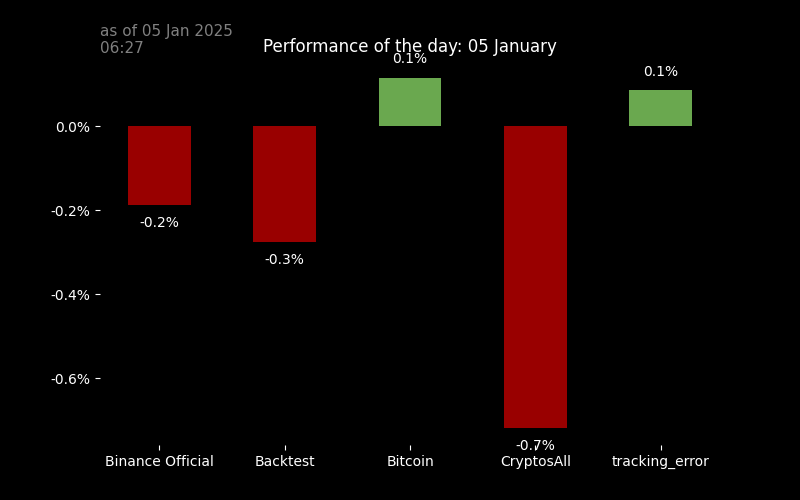 as of 05 Jan 2025
06:27
Performance of the day: 05 January
0.1%
0.1%
0.0%
-0.2%
-0.2%
-0.3%
-0.4%
-0.6%
-0.7%
Binance Official
Backtest
Bitcoin
CryptosAll
tracking_error